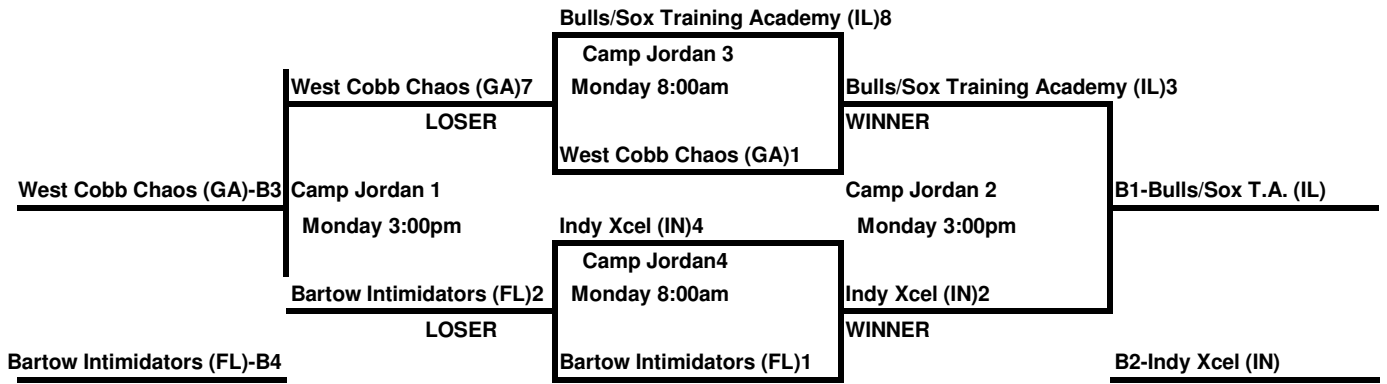 Bulls/Sox Training Academy (IL)8
Camp Jordan 3
West Cobb Chaos (GA)7 Monday 8:00am Bulls/Sox Training Academy (IL)3
LOSER WINNER
West Cobb Chaos (GA)1
West Cobb Chaos (GA)-B3 Camp Jordan 1 Camp Jordan 2 B1-Bulls/Sox T.A. (IL)
Monday 3:00pm Indy Xcel (IN)4 Monday 3:00pm
Camp Jordan4
Bartow Intimidators (FL)2 Monday 8:00am Indy Xcel (IN)2
LOSER WINNER
Bartow Intimidators (FL)-B4 Bartow Intimidators (FL)1 B2-Indy Xcel (IN)